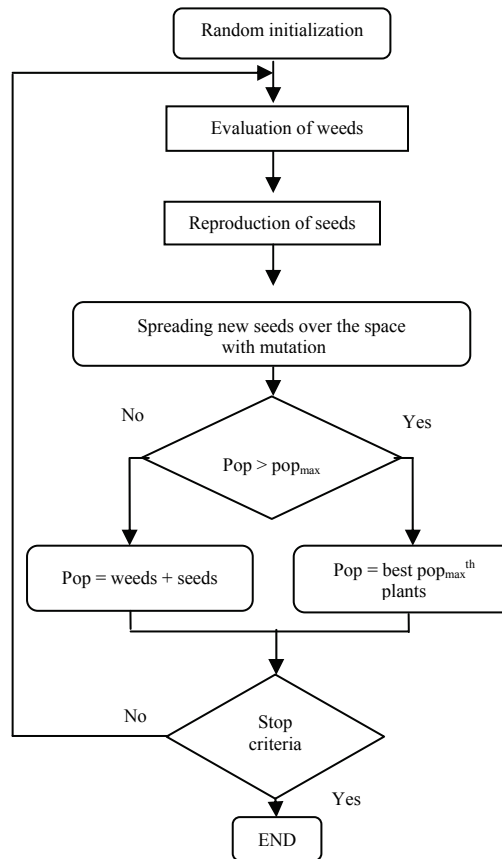 Random initialization
Evaluation of weeds
Reproduction of seeds
Spreading new seeds over the space
with mutation
No
Yes
Pop > popmax
Pop = weeds + seeds
Pop = best popmaxth
plants
No
Stop
criteria
Yes
END